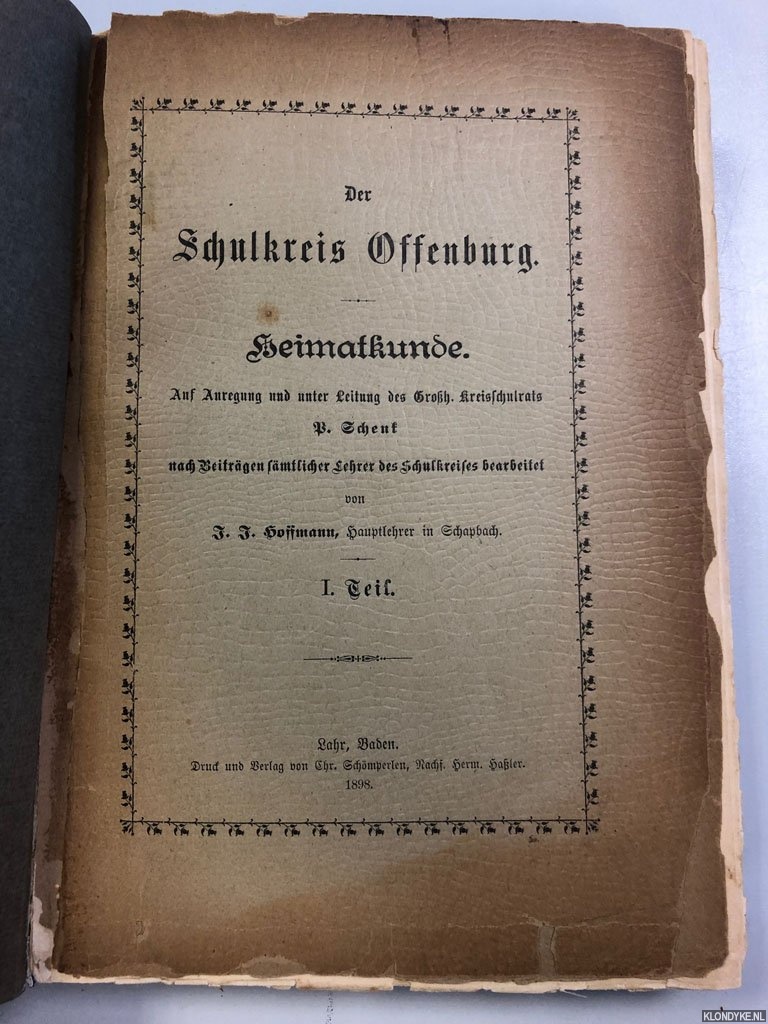 Der
Schulkreis Offenburg.
Heimatkunde.
Auf Anregung und unter Leitung des Großh. Kreisschulrats
P. Schenk
nach Beiträgen sämtlicher Lehrer des Schulkreises bearbeitet
von
J. J. Hoffmann, Hauptlehrer in Schapbach.
I. Teil.
Lahr, Baden.
Druck und Verlag von Chr. Schömperlen, Nachf. Herm. Haßler.
1898.
KLONDYKE.NL